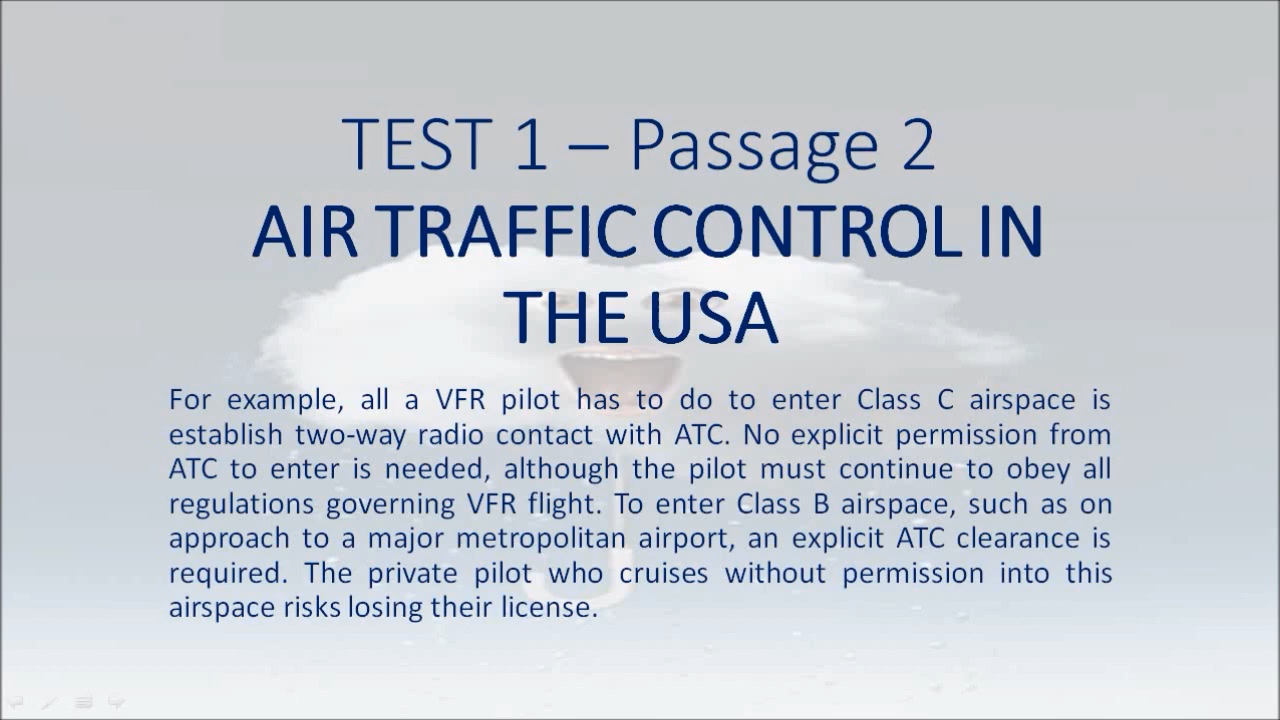 TEST 1 – Passage 2
AIR TRAFFIC CONTROL IN
THE USA
For example, all a VFR pilot has to do to enter Class C airspace is
establish two-way radio contact with ATC. No explicit permission from
ATC to enter is needed, although the pilot must continue to obey all
regulations governing VFR flight. To enter Class B airspace, such as on
approach to a major metropolitan airport, an explicit ATC clearance is
required. The private pilot who cruises without permission into this
airspace risks losing their license.